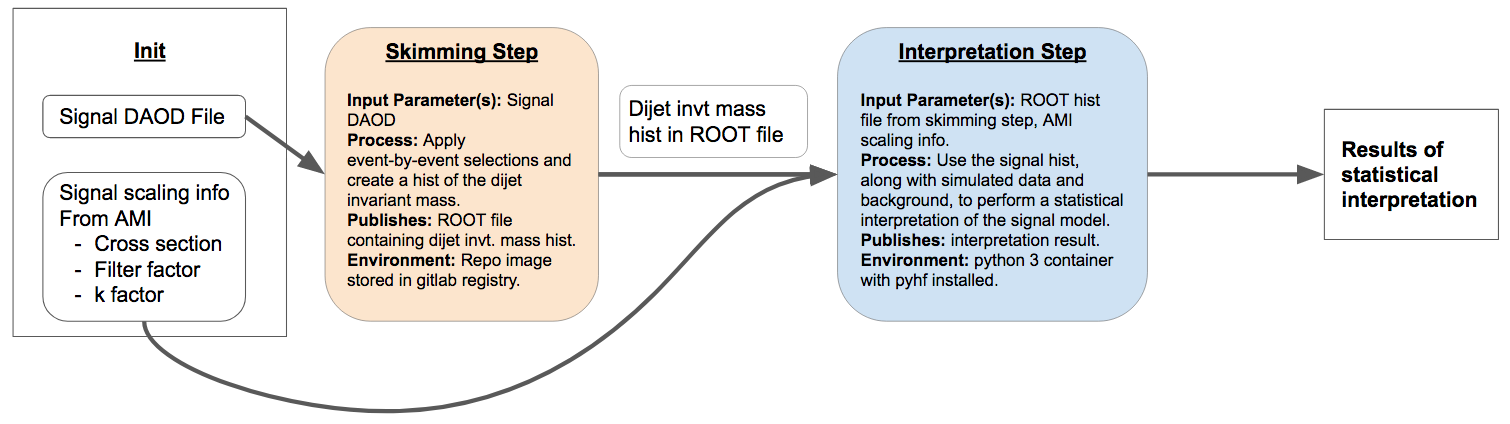 Init
Signal DAOD File
Signal scaling info
From AMI
- Cross section
- Filter factor
- k factor
Skimming Step
Input Parameter(s): Signal
DAOD
Process: Apply
event-by-event selections and
create a hist of the dijet
invariant mass.
Publishes: ROOT file
containing dijet invt. mass hist.
Environment: Repo image
stored in gitlab registry.
Dijet invt mass
hist in ROOT file
Interpretation Step
Input Parameter(s): ROOT hist
file from skimming step, AMI
scaling info.
Process: Use the signal hist,
along with simulated data and
background, to perform a statistical
interpretation of the signal model.
Publishes: interpretation result.
Environment: python 3 container
with pyhf installed.
Results of
statistical
interpretation